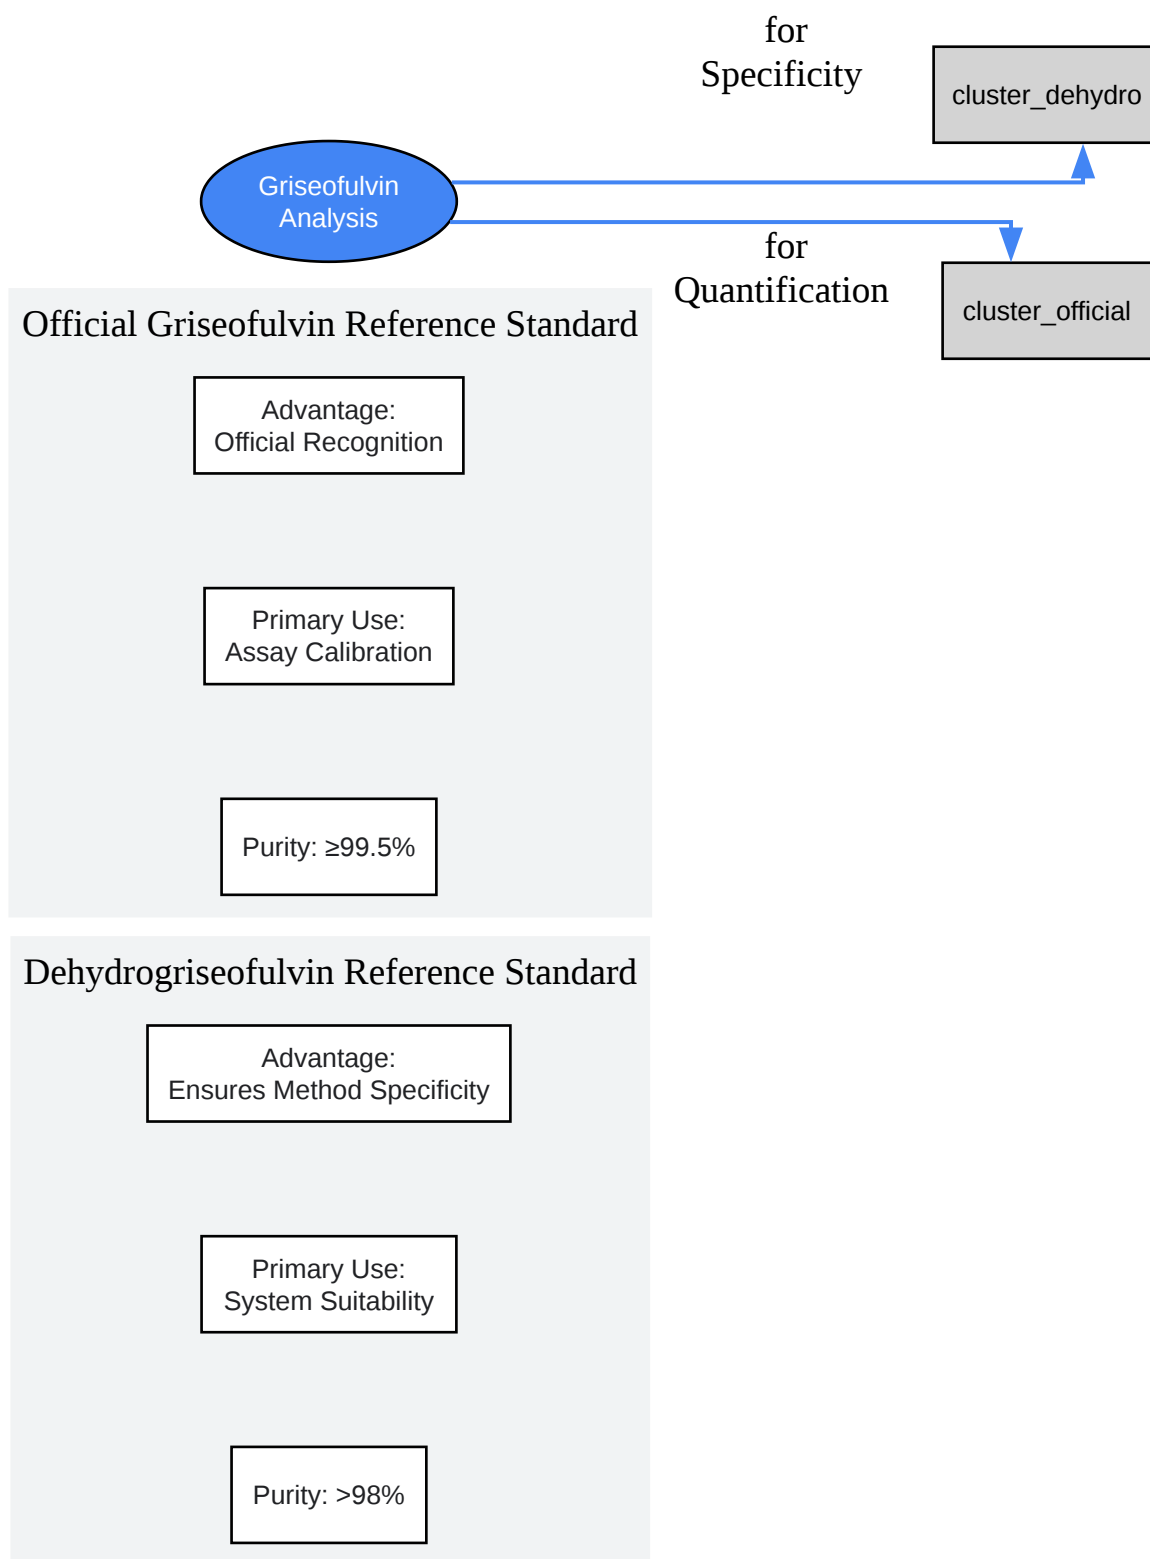 for
Specificity
cluster_dehydro
Griseofulvin
Analysis
for
Quantification
cluster_official
Official Griseofulvin Reference Standard
Advantage:
Official Recognition
Primary Use:
Assay Calibration
Purity: ≥99.5%
Dehydrogriseofulvin Reference Standard
Advantage:
Ensures Method Specificity
Primary Use:
System Suitability
Purity: >98%